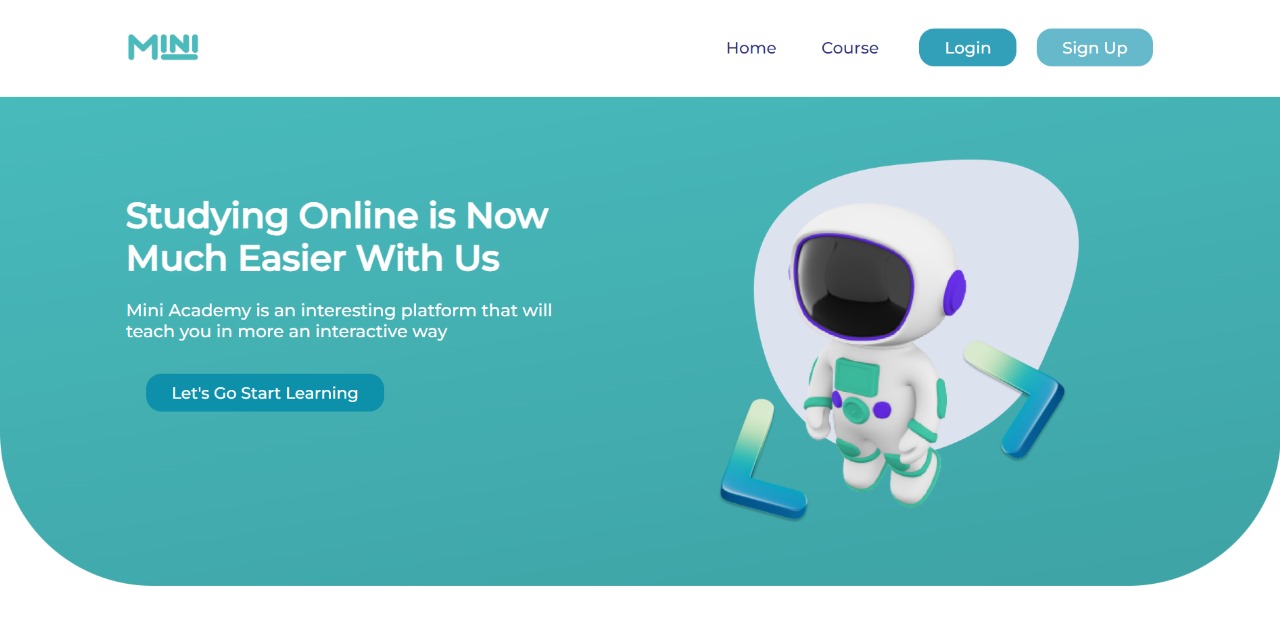 MINI
Home
Course
Login
Sign Up
Studying Online is Now
Much Easier With Us
Mini Academy is an interesting platform that will
teach you in more an interactive way
Let's Go Start Learning